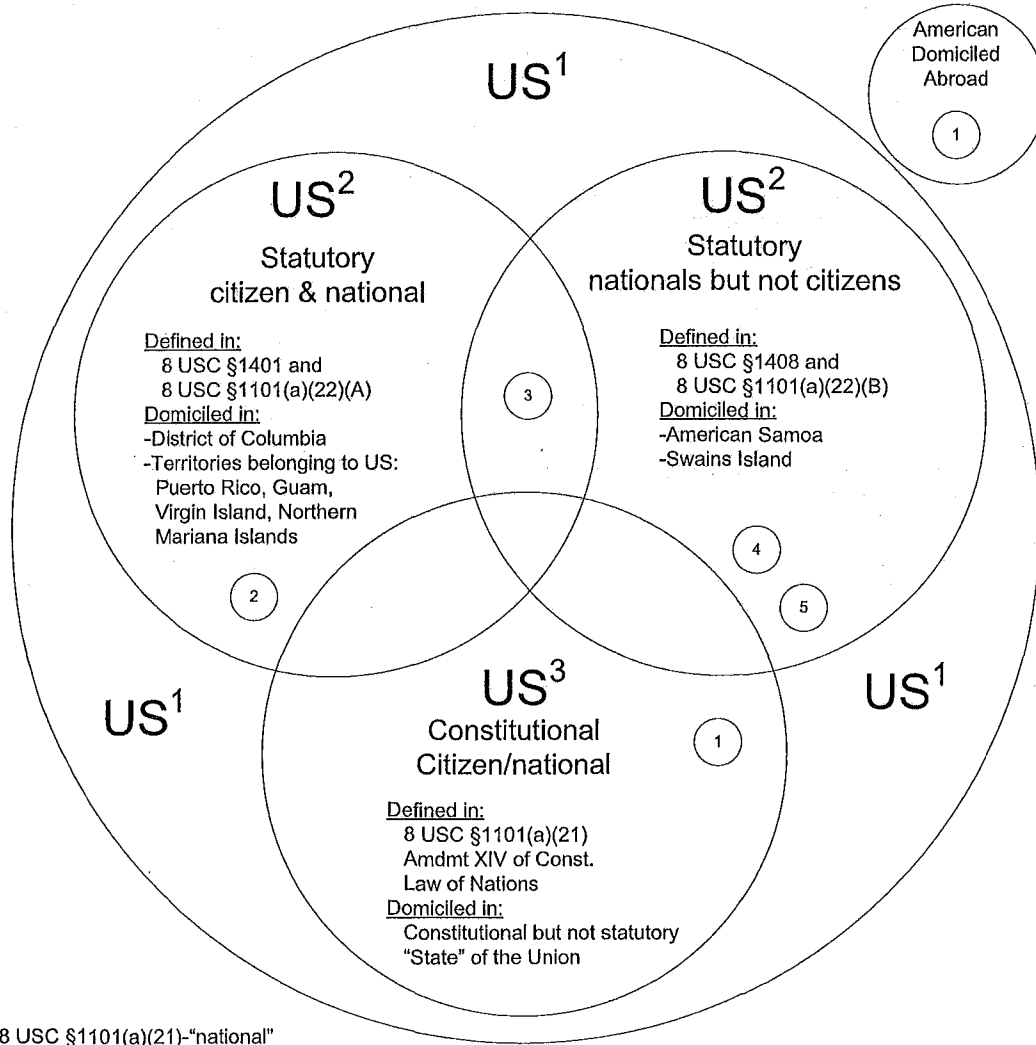 US1
American
Domiciled
Abroad
1
US2
Statutory
citizen & national
Defined in:
8 USC §1401 and
8 USC §1101(a)(22)(A)
Domiciled in:
-District of Columbia
-Territories belonging to US:
Puerto Rico, Guam,
Virgin Island, Northern
Mariana Islands
2
3
US2
Statutory
nationals but not citizens
Defined in:
8 USC §1408 and
8 USC §1101(a)(22)(B)
Domiciled in:
-American Samoa
-Swains Island
4
5
US1
US3
Constitutional
Citizen/national
1
Defined in:
8 USC §1101(a)(21)
Amdmt XIV of Const.
Law of Nations
Domiciled in:
Constitutional but not statutory
"State" of the Union
US1
8 USC §1101(a)(21)-"national"